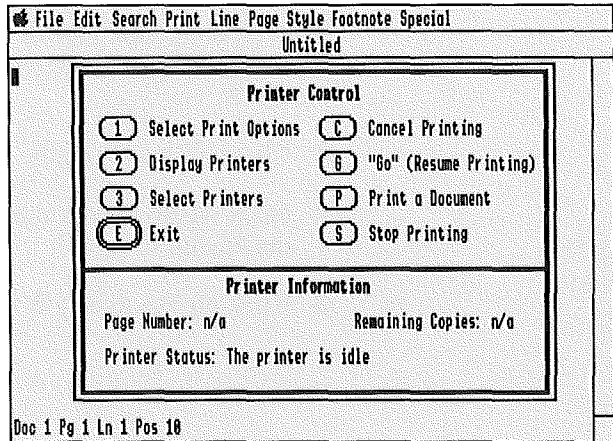 File Edit Search Print Line Page Style Footnote Special
Untitled
Printer Control
1 Select Print Options
C Cancel Printing
2 Display Printers
G "Go" (Resume Printing)
3 Select Printers
P Print a Document
E Exit
S Stop Printing
Printer Information
Page Number: n/a
Remaining Copies: n/a
Printer Status: The printer is idle
Doc 1 Pg 1 Ln 1 Pos 10